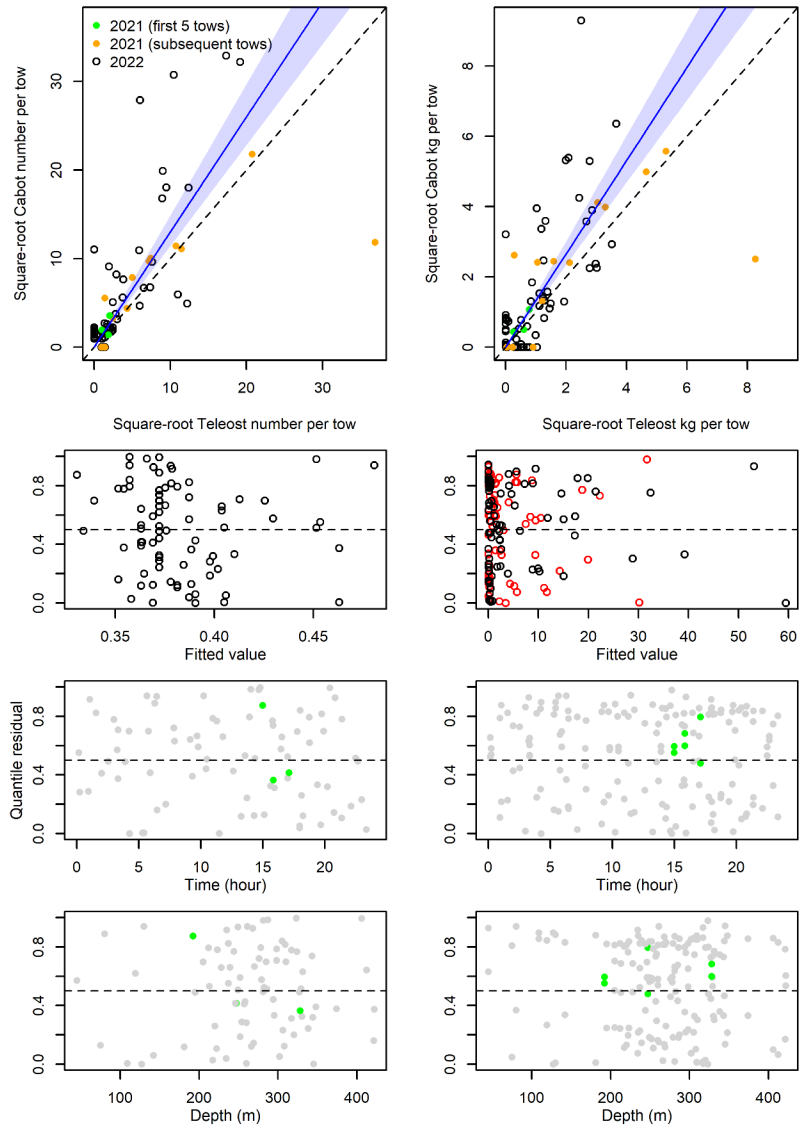 2021 (first 5 tows)
2021 (subsequent tows)
2022
Square-root Cabot number per tow
0 10 20 30
0 10 20 30
Square-root Teleost number per tow
Square-root Cabot kg per tow
0 2 4 6 8
0 2 4 6 8
Square-root Teleost kg per tow
0.0 0.4 0.8
0.35 0.40 0.45
Fitted value
0.0 0.4 0.8
0 10 20 30 40 50 60
Fitted value
Quantile residual
0.0 0.4 0.8
0 5 10 15 20
Time (hour)
0.0 0.4 0.8
0 5 10 15 20
Time (hour)
0.0 0.4 0.8
100 200 300 400
Depth (m)
0.0 0.4 0.8
100 200 300 400
Depth (m)